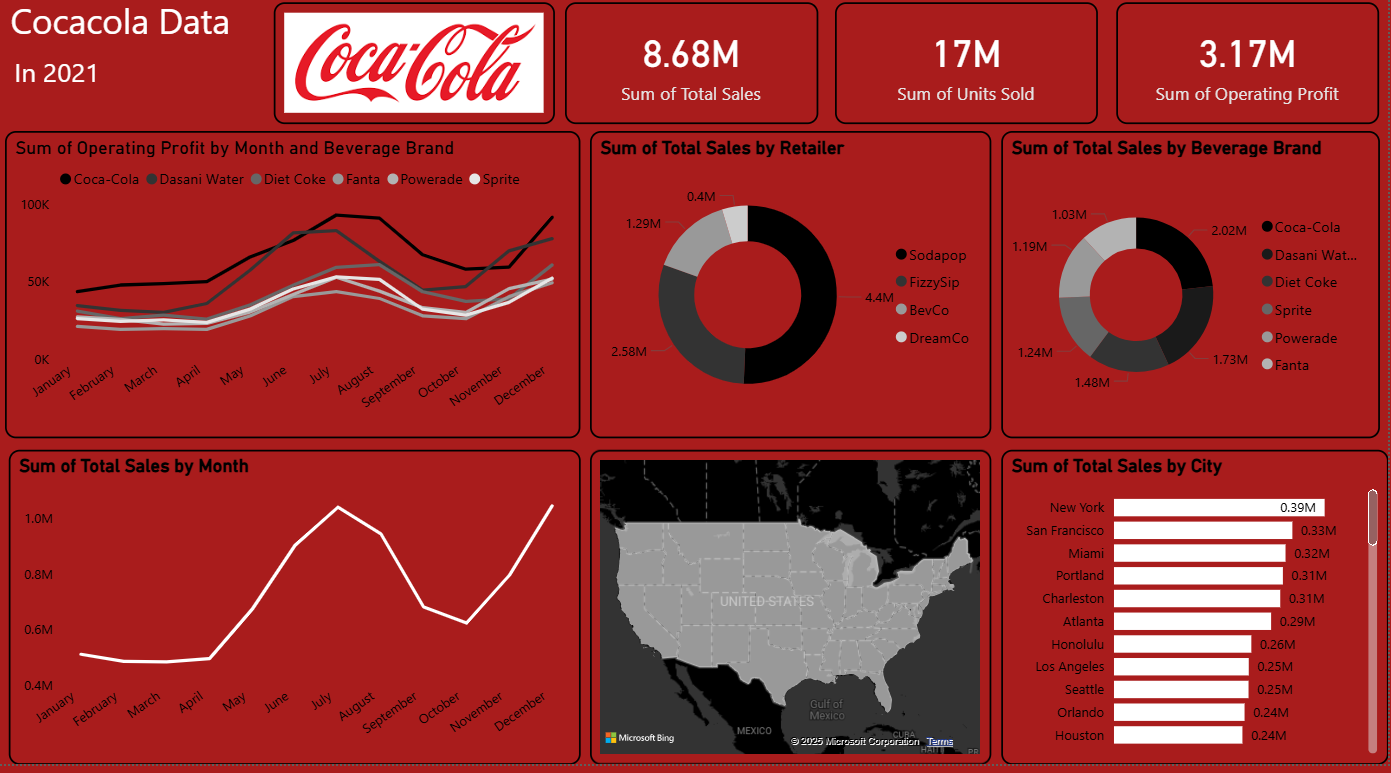 Cocacola Data
In 2021
Coca-Cola
8.68M
Sum of Total Sales
17M
Sum of Units Sold
3.17M
Sum of Operating Profit
Sum of Operating Profit by Month and Beverage Brand
Coca-Cola Dasani Water Diet Coke Fanta Powerade Sprite
100K
50K
0K
January February March April May June July August September October November December
Sum of Total Sales by Retailer
0.4M
1.29M
4.4M
2.58M
Sodapop
FizzySip
BevCo
DreamCo
Sum of Total Sales by Beverage Brand
1.03M
2.02M
1.19M
1.24M
1.73M
1.48M
Coca-Cola
Dasani Wat...
Diet Coke
Sprite
Powerade
Fanta
Sum of Total Sales by Month
1.0M
0.8M
0.6M
0.4M
January February March April May June July August September October November December
UNITED STATES
Gulf of
Mexico
MEXICO
CUBA
HAITI
PR
Microsoft Bing
© 2025 Microsoft Corporation Terms
Sum of Total Sales by City
New York 0.39M
San Francisco 0.33M
Miami 0.32M
Portland 0.31M
Charleston 0.31M
Atlanta 0.29M
Honolulu 0.26M
Los Angeles 0.25M
Seattle 0.25M
Orlando 0.24M
Houston 0.24M